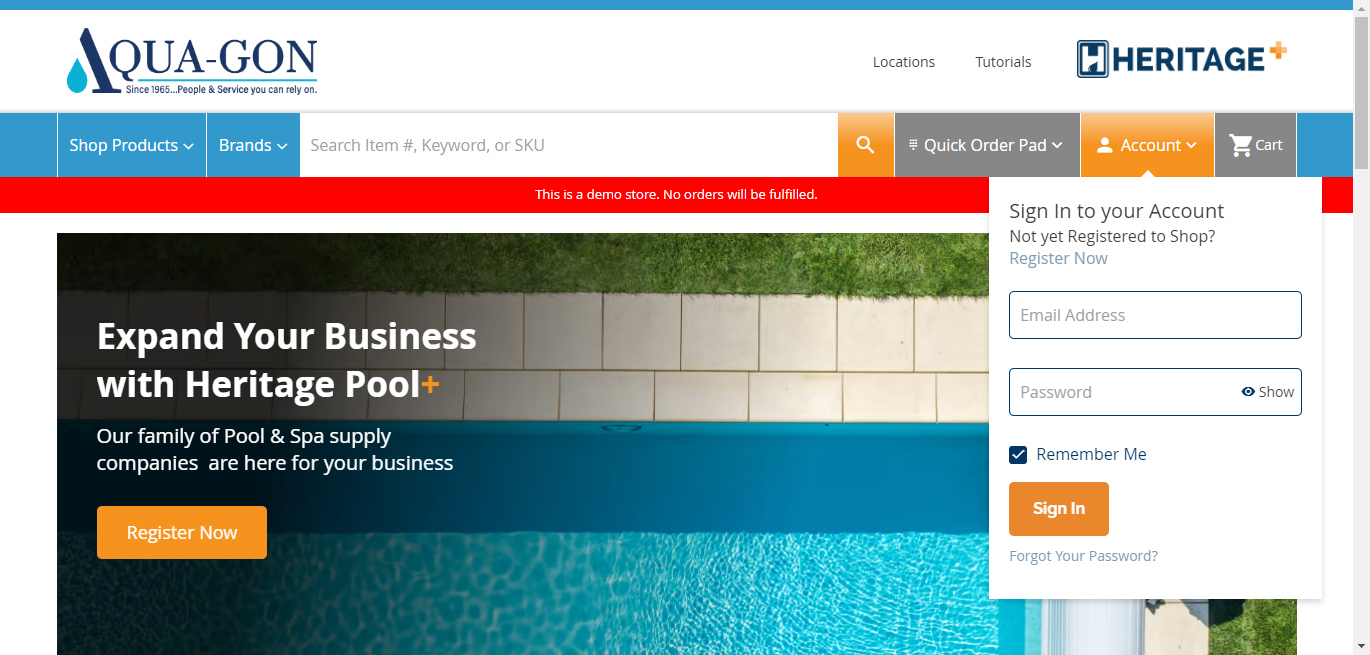 AQUA-GON
Since 1965...People & Service you can rely on.
Locations
Tutorials
HERITAGE+
Shop Products
Brands
Search Item #, Keyword, or SKU
Quick Order Pad
Account
Cart
This is a demo store. No orders will be fulfilled.
Sign In to your Account
Not yet Registered to Shop?
Register Now
Email Address
Password
Show
Remember Me
Sign In
Forgot Your Password?
Expand Your Business
with Heritage Pool+
Our family of Pool & Spa supply
companies  are here for your business
Register Now